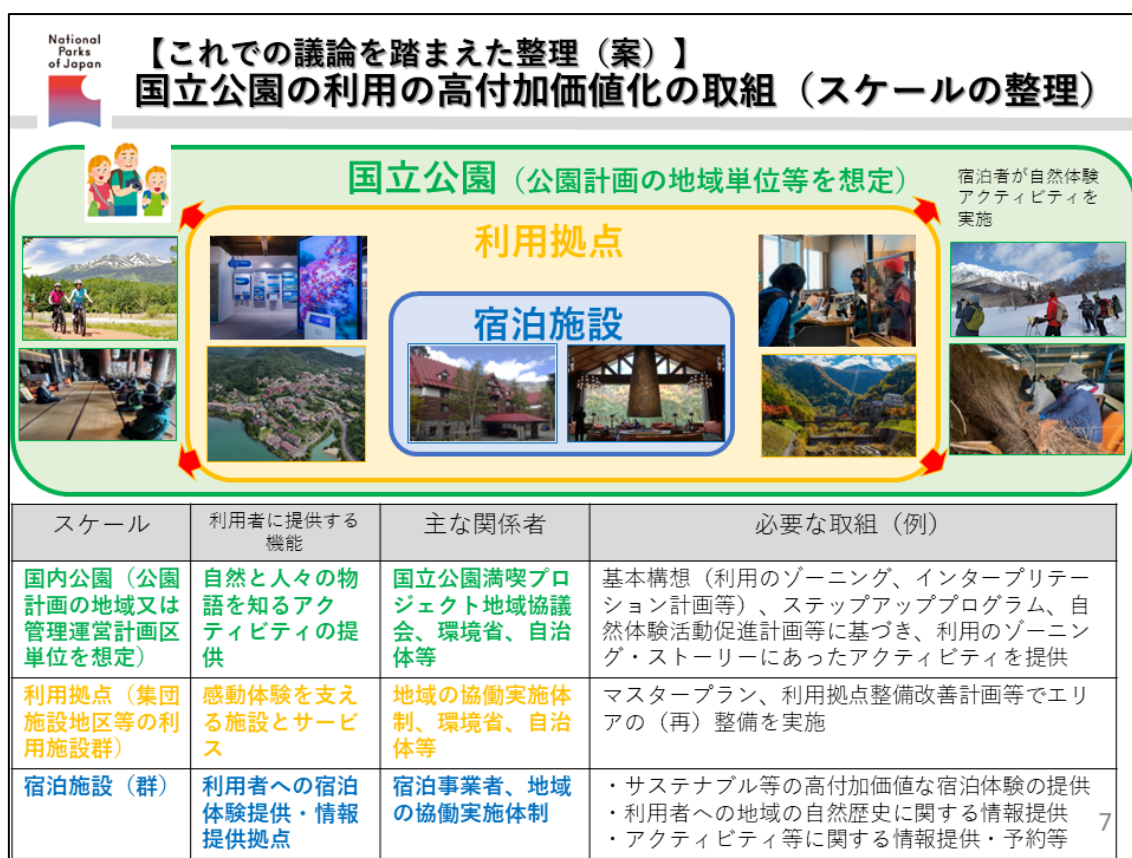 National
Parks
of Japan
【これでの議論を踏まえた整理（案）】
国立公園の利用の高付加価値化の取組（スケールの整理）
国立公園（公園計画の地域単位等を想定）
宿泊者が自然体験
アクティビティを
実施
利用拠点
宿泊施設
スケール
利用者に提供する
機能
主な関係者
必要な取組（例）
国内公園（公園
計画の地域又は
管理運営計画区
単位を想定）
自然と人々の物
語を知るアク
ティビティの提
供
国立公園満喫プロ
ジェクト地域協議
会、環境省、自治
体等
基本構想（利用のゾーニング、インタープリテー
ション計画等）、ステップアッププログラム、自
然体験活動促進計画等に基づき、利用のゾーニン
グ・ストーリーにあったアクティビティを提供
利用拠点（集団
施設地区等の利
用施設群）
感動体験を支え
る施設とサービ
ス
地域の協働実施体
制、環境省、自治
体等
マスタープラン、利用拠点整備改善計画等でエリ
アの（再）整備を実施
宿泊施設（群）
利用者への宿泊
体験提供・情報
提供拠点
宿泊事業者、地域
の協働実施体制
・サステナブル等の高付加価値な宿泊体験の提供
・利用者への地域の自然歴史に関する情報提供
・アクティビティ等に関する情報提供・予約等
7